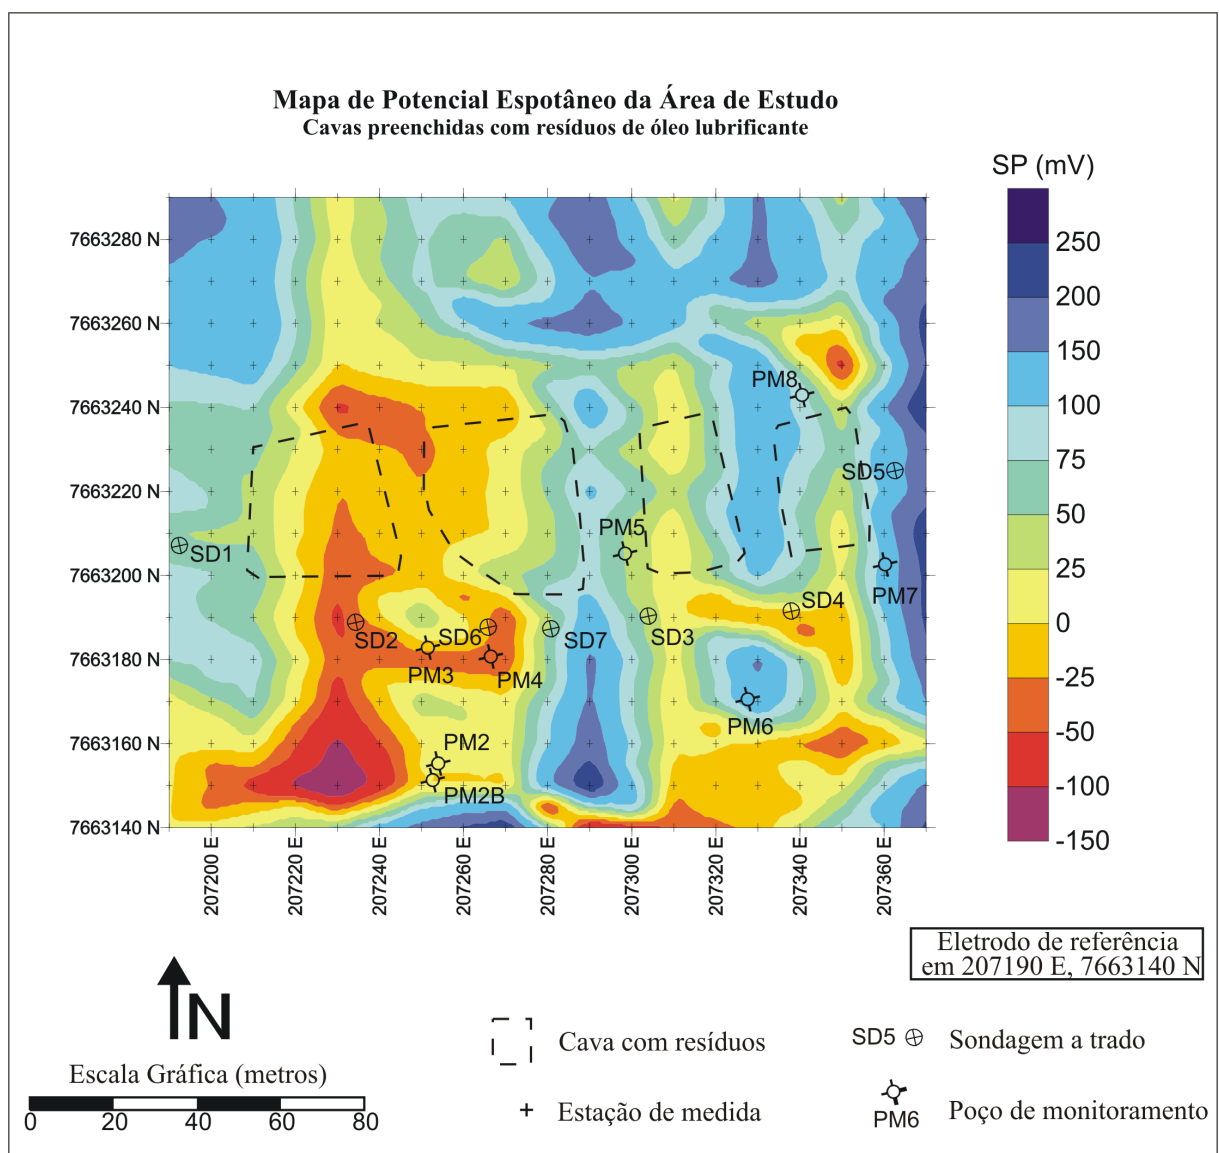 Mapa de Potencial Espotâneo da Área de Estudo
Cavas preenchidas com resíduos de óleo lubrificante
SP (mV)
250
200
150
100
75
50
25
0
-25
-50
-100
-150
7663280 N
7663260 N
7663240 N
7663220 N
7663200 N
7663180 N
7663160 N
7663140 N
PM8
SD5
PM5
SD1
PM7
SD4
SD2
SD6
SD7
SD3
PM3
PM4
PM6
PM2
PM2B
207200 E
207220 E
207240 E
207260 E
207280 E
207300 E
207320 E
207340 E
207360 E
Eletrodo de referência
em 207190 E, 7663140 N
N
Escala Gráfica (metros)
0 20 40 60 80
Cava com resíduos
Estação de medida
SD5 Sondagem a trado
PM6 Poço de monitoramento